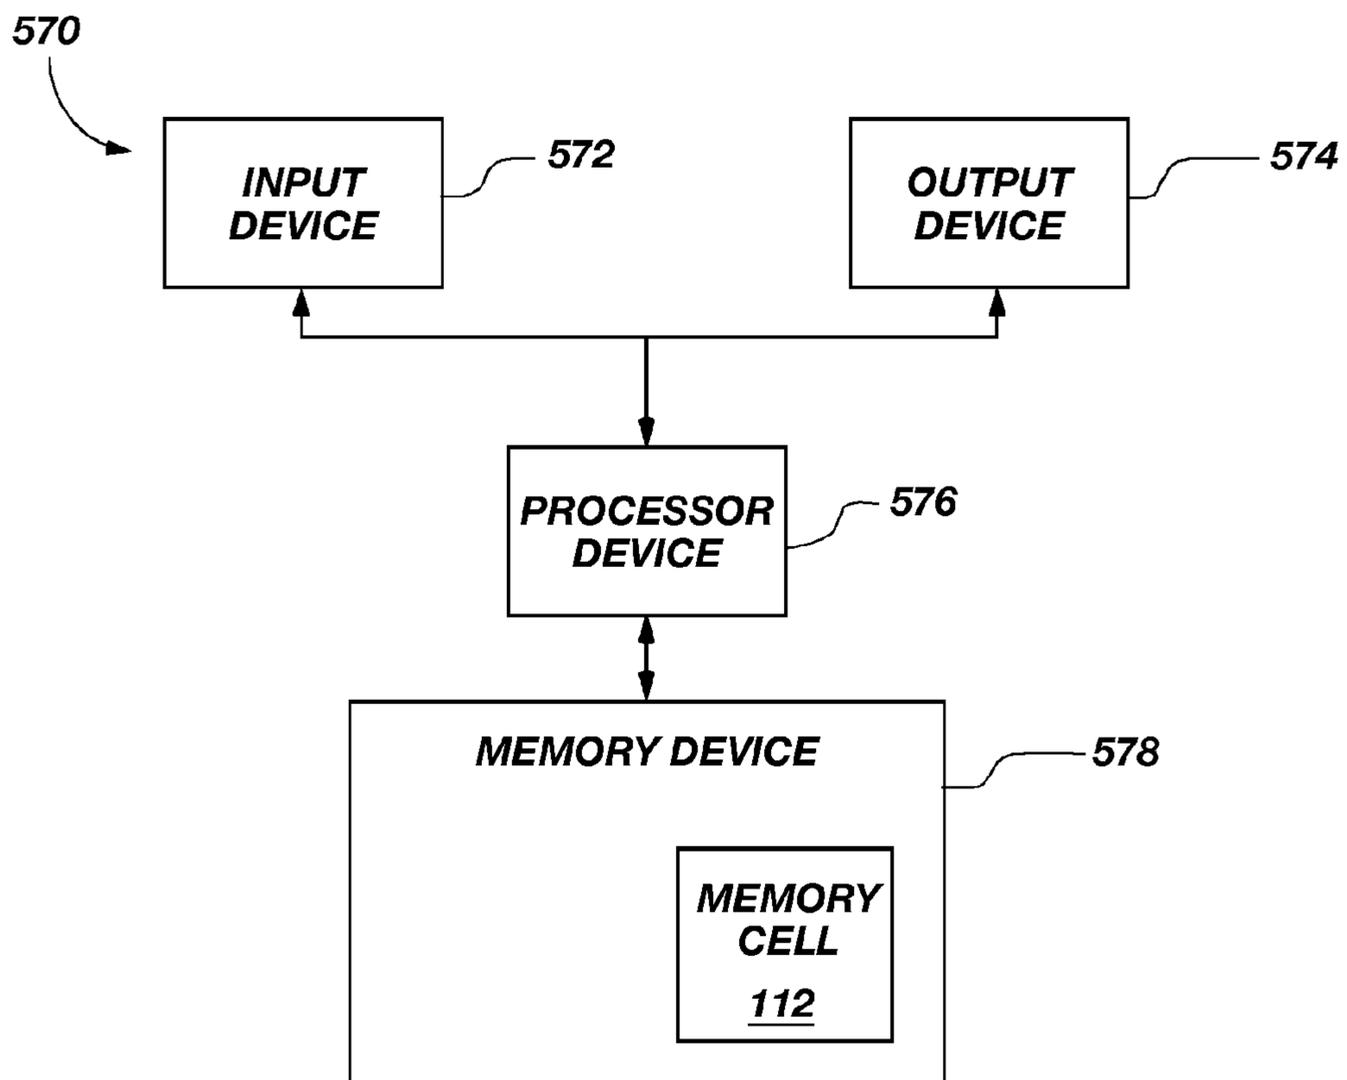 570
INPUT
DEVICE
572
OUTPUT
DEVICE
574
PROCESSOR
DEVICE
576
MEMORY DEVICE
578
MEMORY
CELL
112